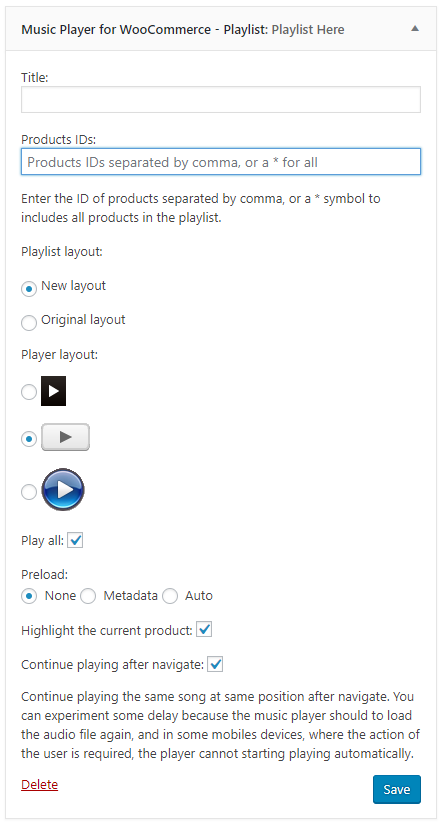 Music Player for WooCommerce - Playlist: Playlist Here
Title:
Products IDs:
Products IDs separated by comma, or a * for all
Enter the ID of products separated by comma, or a * symbol to
includes all products in the playlist.
Playlist layout:
New layout
Original layout
Player layout:
Play all:
Preload:
None Metadata Auto
Highlight the current product:
Continue playing after navigate:
Continue playing the same song at same position after navigate. You
can experiment some delay because the music player should to load
the audio file again, and in some mobiles devices, where the action of
the user is required, the player cannot starting playing automatically.
Delete Save